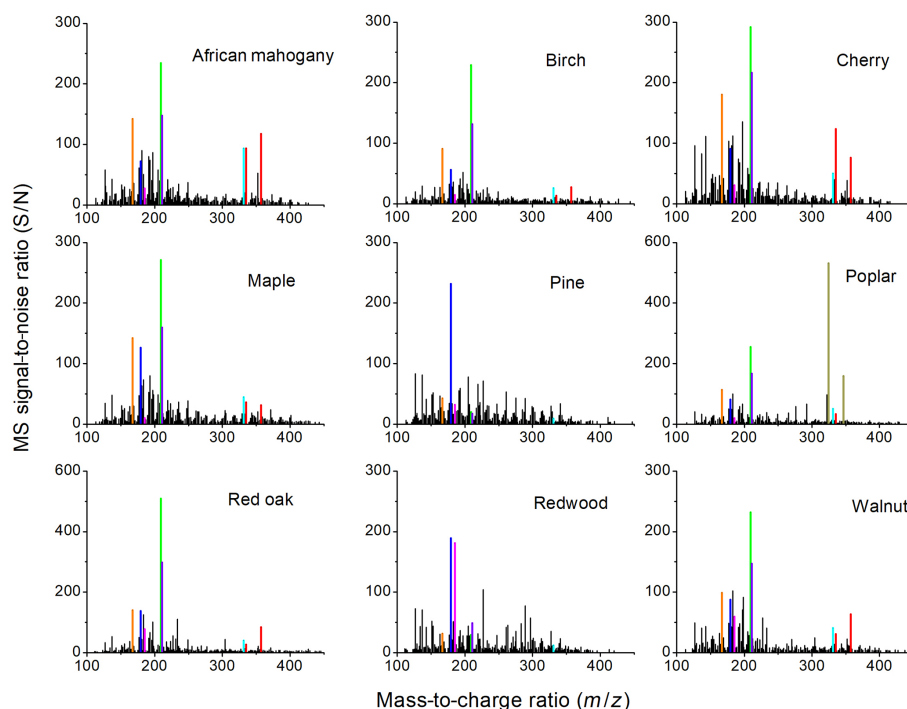 MS signal-to-noise ratio (S/N)
300 300 300
African mahogany Birch Cherry
200 200 200
100 100 100
0 0 0
100 200 300 400 100 200 300 400 100 200 300 400
300 300 600
Maple Pine Poplar
200 200 400
100 100 200
0 0 0
100 200 300 400 100 200 300 400 100 200 300 400
600 300 300
Red oak Redwood Walnut
400 200 200
200 100 100
0 0 0
100 200 300 400 100 200 300 400 100 200 300 400
Mass-to-charge ratio (m/z)